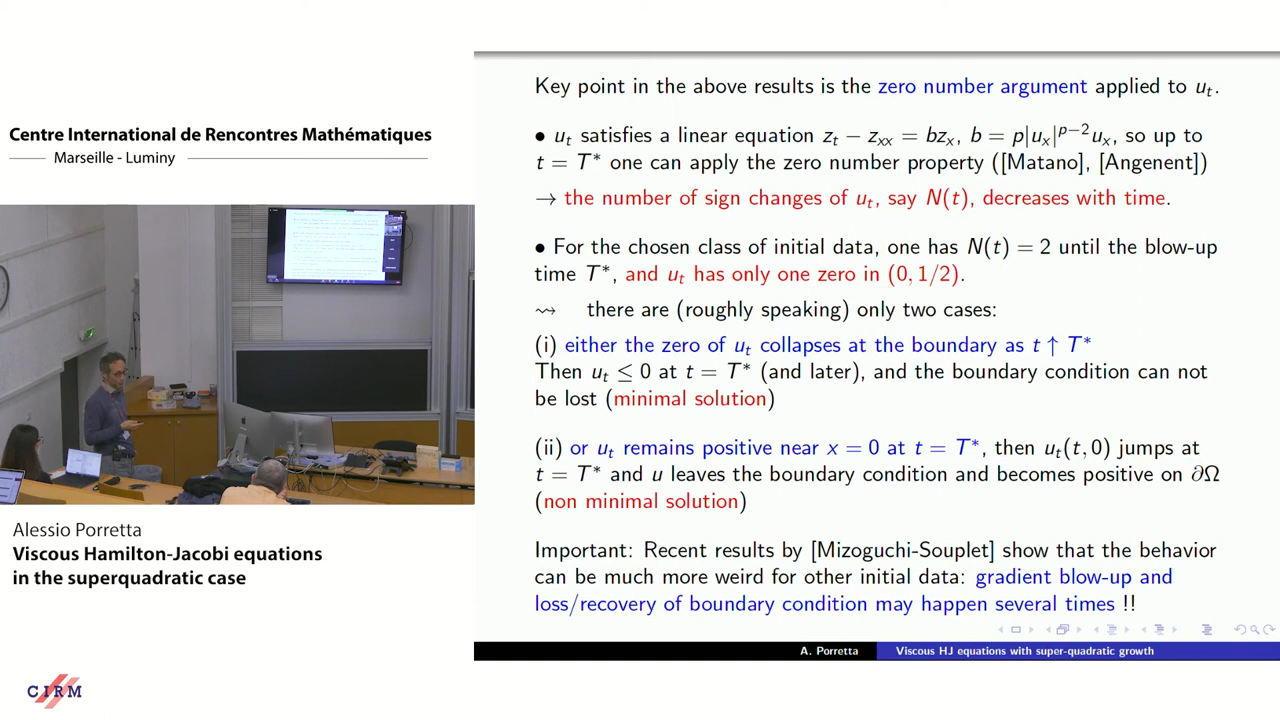 Centre International de Rencontres Mathématiques
Marseille - Luminy
Alessio Porretta
Viscous Hamilton-Jacobi equations
in the superquadratic case
CIRM
Key point in the above results is the zero number argument applied to u_t.
• u_t satisfies a linear equation z_t − z_xx = bz_x, b = p|u_x|^{p−2}u_x, so up to
t = T* one can apply the zero number property ([Matano], [Angenent])
→ the number of sign changes of u_t, say N(t), decreases with time.
• For the chosen class of initial data, one has N(t) = 2 until the blow-up
time T*, and u_t has only one zero in (0, 1/2).
⇝ there are (roughly speaking) only two cases:
(i) either the zero of u_t collapses at the boundary as t ↑ T*
Then u_t ≤ 0 at t = T* (and later), and the boundary condition can not
be lost (minimal solution)
(ii) or u_t remains positive near x = 0 at t = T*, then u_t(t, 0) jumps at
t = T* and u leaves the boundary condition and becomes positive on ∂Ω
(non minimal solution)
Important: Recent results by [Mizoguchi-Souplet] show that the behavior
can be much more weird for other initial data: gradient blow-up and
loss/recovery of boundary condition may happen several times !!
A. Porretta
Viscous HJ equations with super-quadratic growth